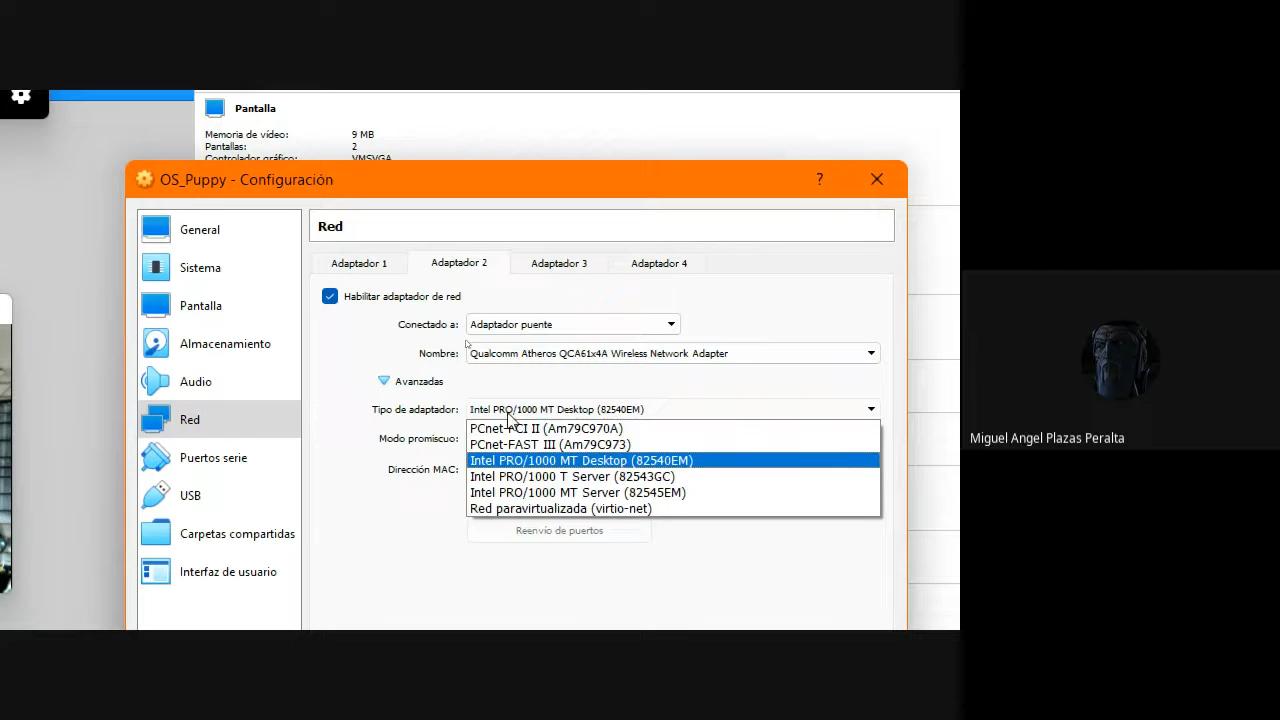 Pantalla
Memoria de vídeo: 9 MB
Pantallas: 2
Controlador gráfico: VMSVGA
OS_Puppy - Configuración
?
General
Sistema
Pantalla
Almacenamiento
Audio
Red
Puertos serie
USB
Carpetas compartidas
Interfaz de usuario
Red
Adaptador 1 Adaptador 2 Adaptador 3 Adaptador 4
Habilitar adaptador de red
Conectado a: Adaptador puente
Nombre: Qualcomm Atheros QCA61x4A Wireless Network Adapter
Avanzadas
Tipo de adaptador: Intel PRO/1000 MT Desktop (82540EM)
PCnet-PCI II (Am79C970A)
PCnet-FAST III (Am79C973)
Intel PRO/1000 MT Desktop (82540EM)
Intel PRO/1000 T Server (82543GC)
Intel PRO/1000 MT Server (82545EM)
Red paravirtualizada (virtio-net)
Modo promiscuo:
Dirección MAC:
Reenvío de puertos
Miguel Angel Plazas Peralta